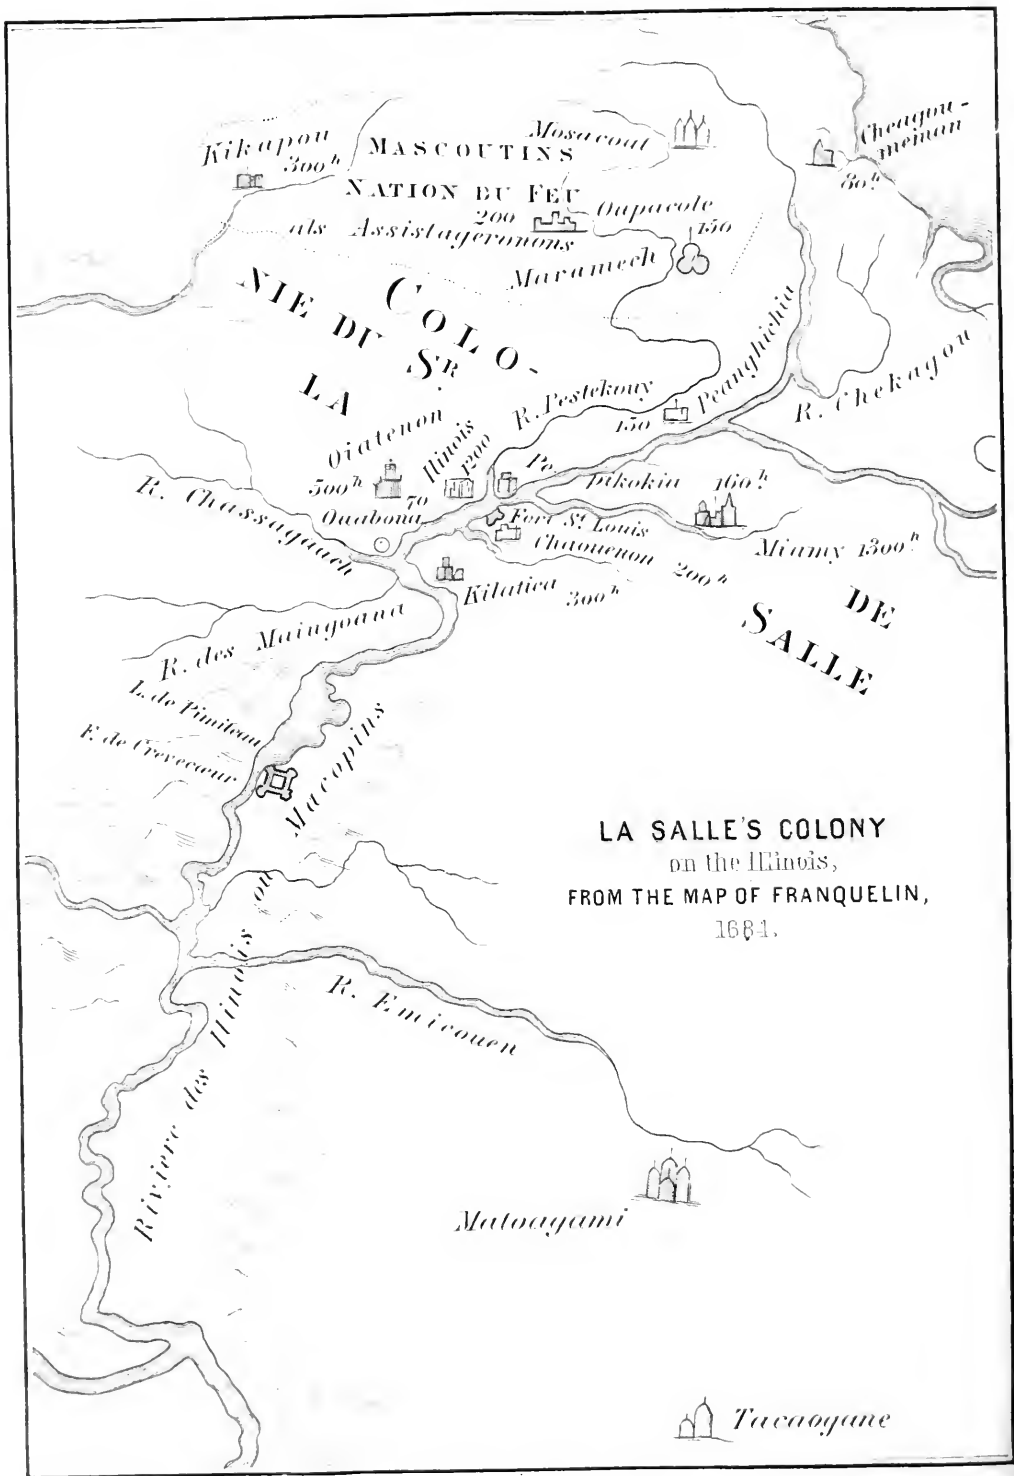 Kikapou
300ʰ
MASCOUTINS
NATION DU FEU
als Assistageronons
200
Mosacoat
Cheagou-
meinan
80ʰ
Oupacole
150
Maramech
COLO-
NIE DU Sᴿ
LA
DE
SALLE
R. Pestekouy
Peanghichia
150
R. Chekagou
Oiatenon
500ʰ
Ilinois
1200
70
Ouabona
Pe.
pikokia 160ʰ
Fort Sᵗ. Louis
Chaouenon 200ʰ
Miamy 1300ʰ
R. Chassagach
Kilatica 300ʰ
R. des Maingoana
L. de Pimiteau
F. de Crevecœur
Riviere des Ilinois ou Macopins
LA SALLE'S COLONY
on the Illinois,
FROM THE MAP OF FRANQUELIN,
1684.
R. Emicouen
Matoagami
Tacaogane